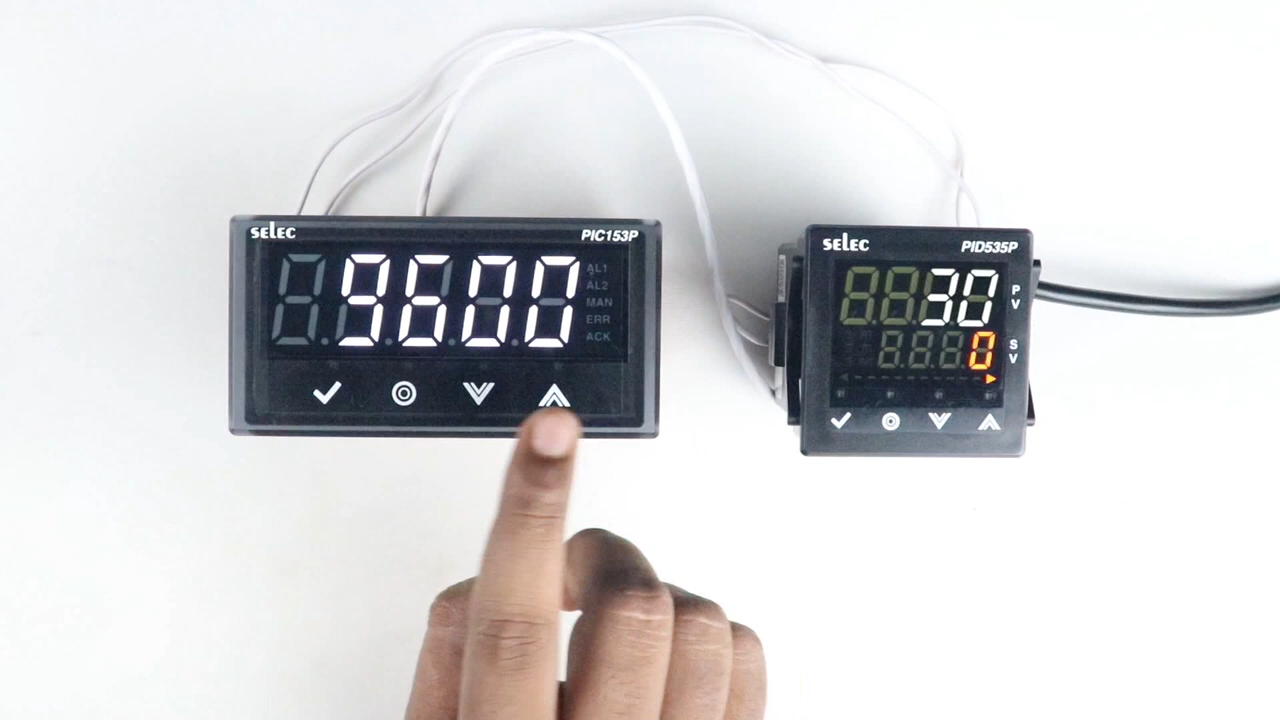 selec PIC153P
9600
AL1
AL2
MAN
ERR
ACK
selec PID535P
30 PV
0 SV